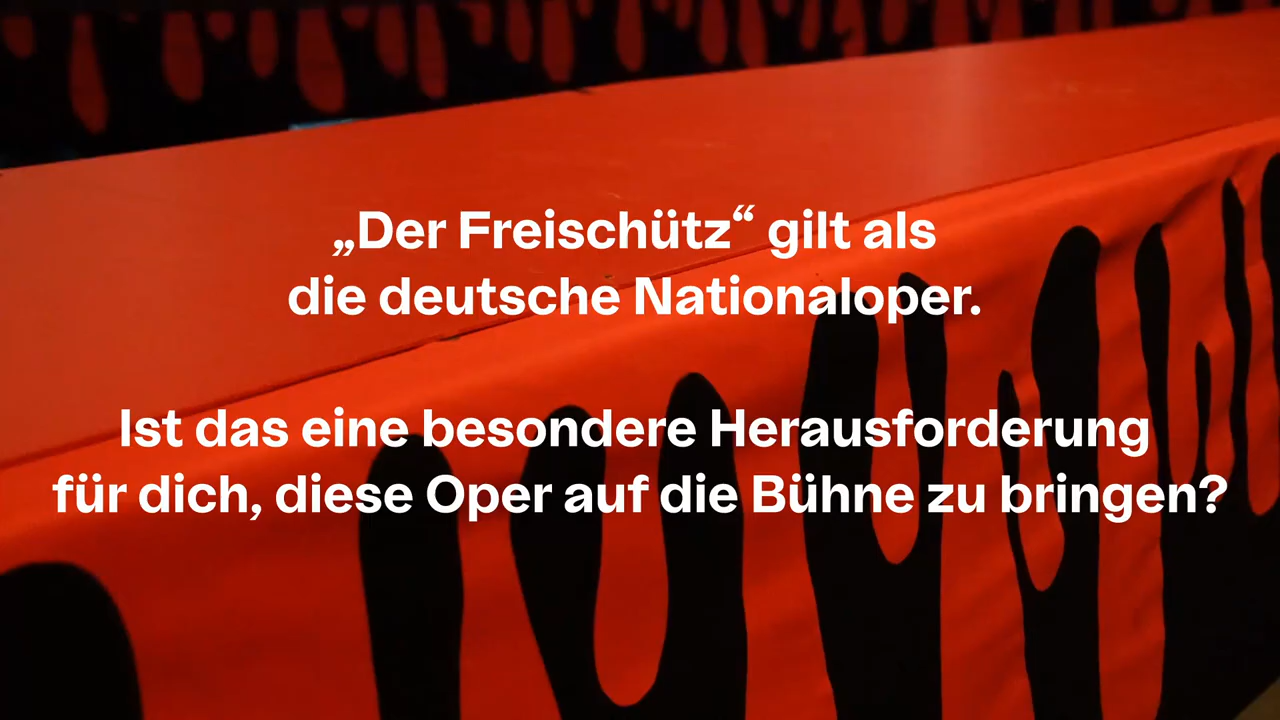 „Der Freischütz“ gilt als
die deutsche Nationaloper.
Ist das eine besondere Herausforderung
für dich, diese Oper auf die Bühne zu bringen?